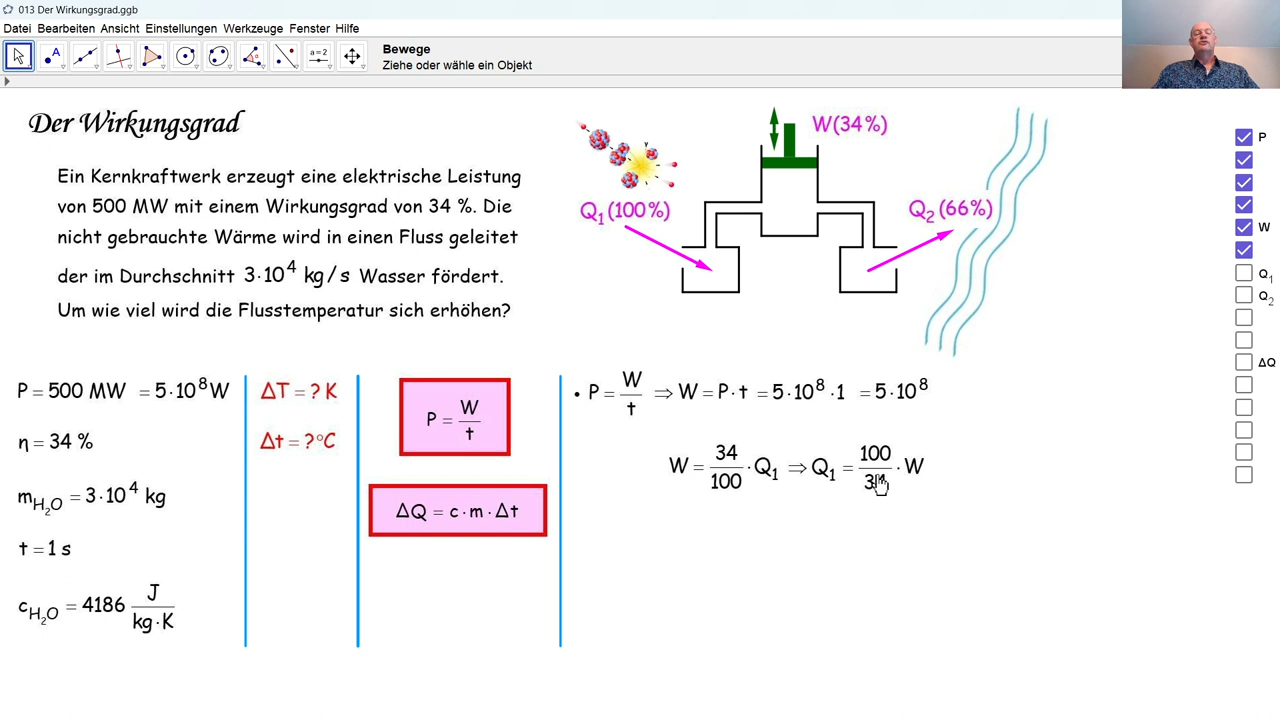 013 Der Wirkungsgrad.ggb
Datei Bearbeiten Ansicht Einstellungen Werkzeuge Fenster Hilfe
A
a=2
Bewege
Ziehe oder wähle ein Objekt
Der Wirkungsgrad
Ein Kernkraftwerk erzeugt eine elektrische Leistung
von 500 MW mit einem Wirkungsgrad von 34 %. Die
nicht gebrauchte Wärme wird in einen Fluss geleitet
der im Durchschnitt 3·10⁴ kg/s Wasser fördert.
Um wie viel wird die Flusstemperatur sich erhöhen?
W(34%)
Q₁(100%)
Q₂(66%)
P
W
Q₁
Q₂
ΔQ
P = 500 MW = 5·10⁸W
η = 34 %
m_H₂O = 3·10⁴ kg
t = 1 s
c_H₂O = 4186 J/(kg·K)
ΔT = ? K
Δt = ?°C
P = W/t
ΔQ = c·m·Δt
• P = W/t ⇒ W = P·t = 5·10⁸·1 = 5·10⁸
W = 34/100 · Q₁ ⇒ Q₁ = 100/34 · W